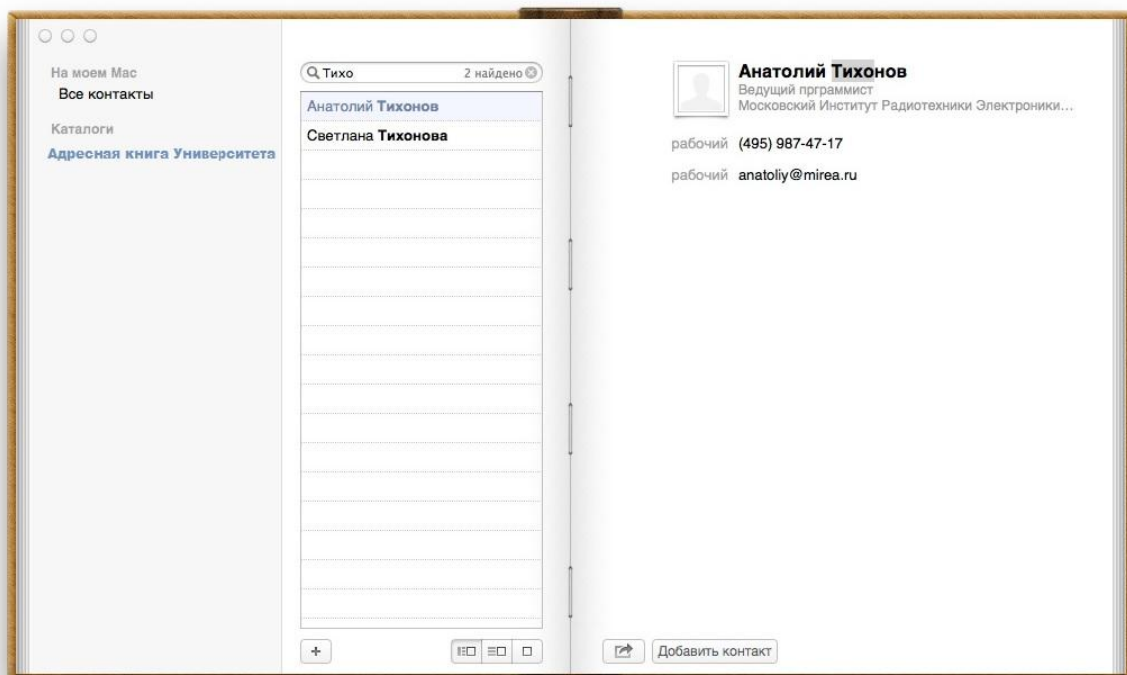 На моем Mac
Все контакты
Каталоги
Адресная книга Университета
Тихо 2 найдено
Анатолий Тихонов
Светлана Тихонова
Анатолий Тихонов
Ведущий прграммист
Московский Институт Радиотехники Электроники...
рабочий (495) 987-47-17
рабочий anatoliy@mirea.ru
+
Добавить контакт